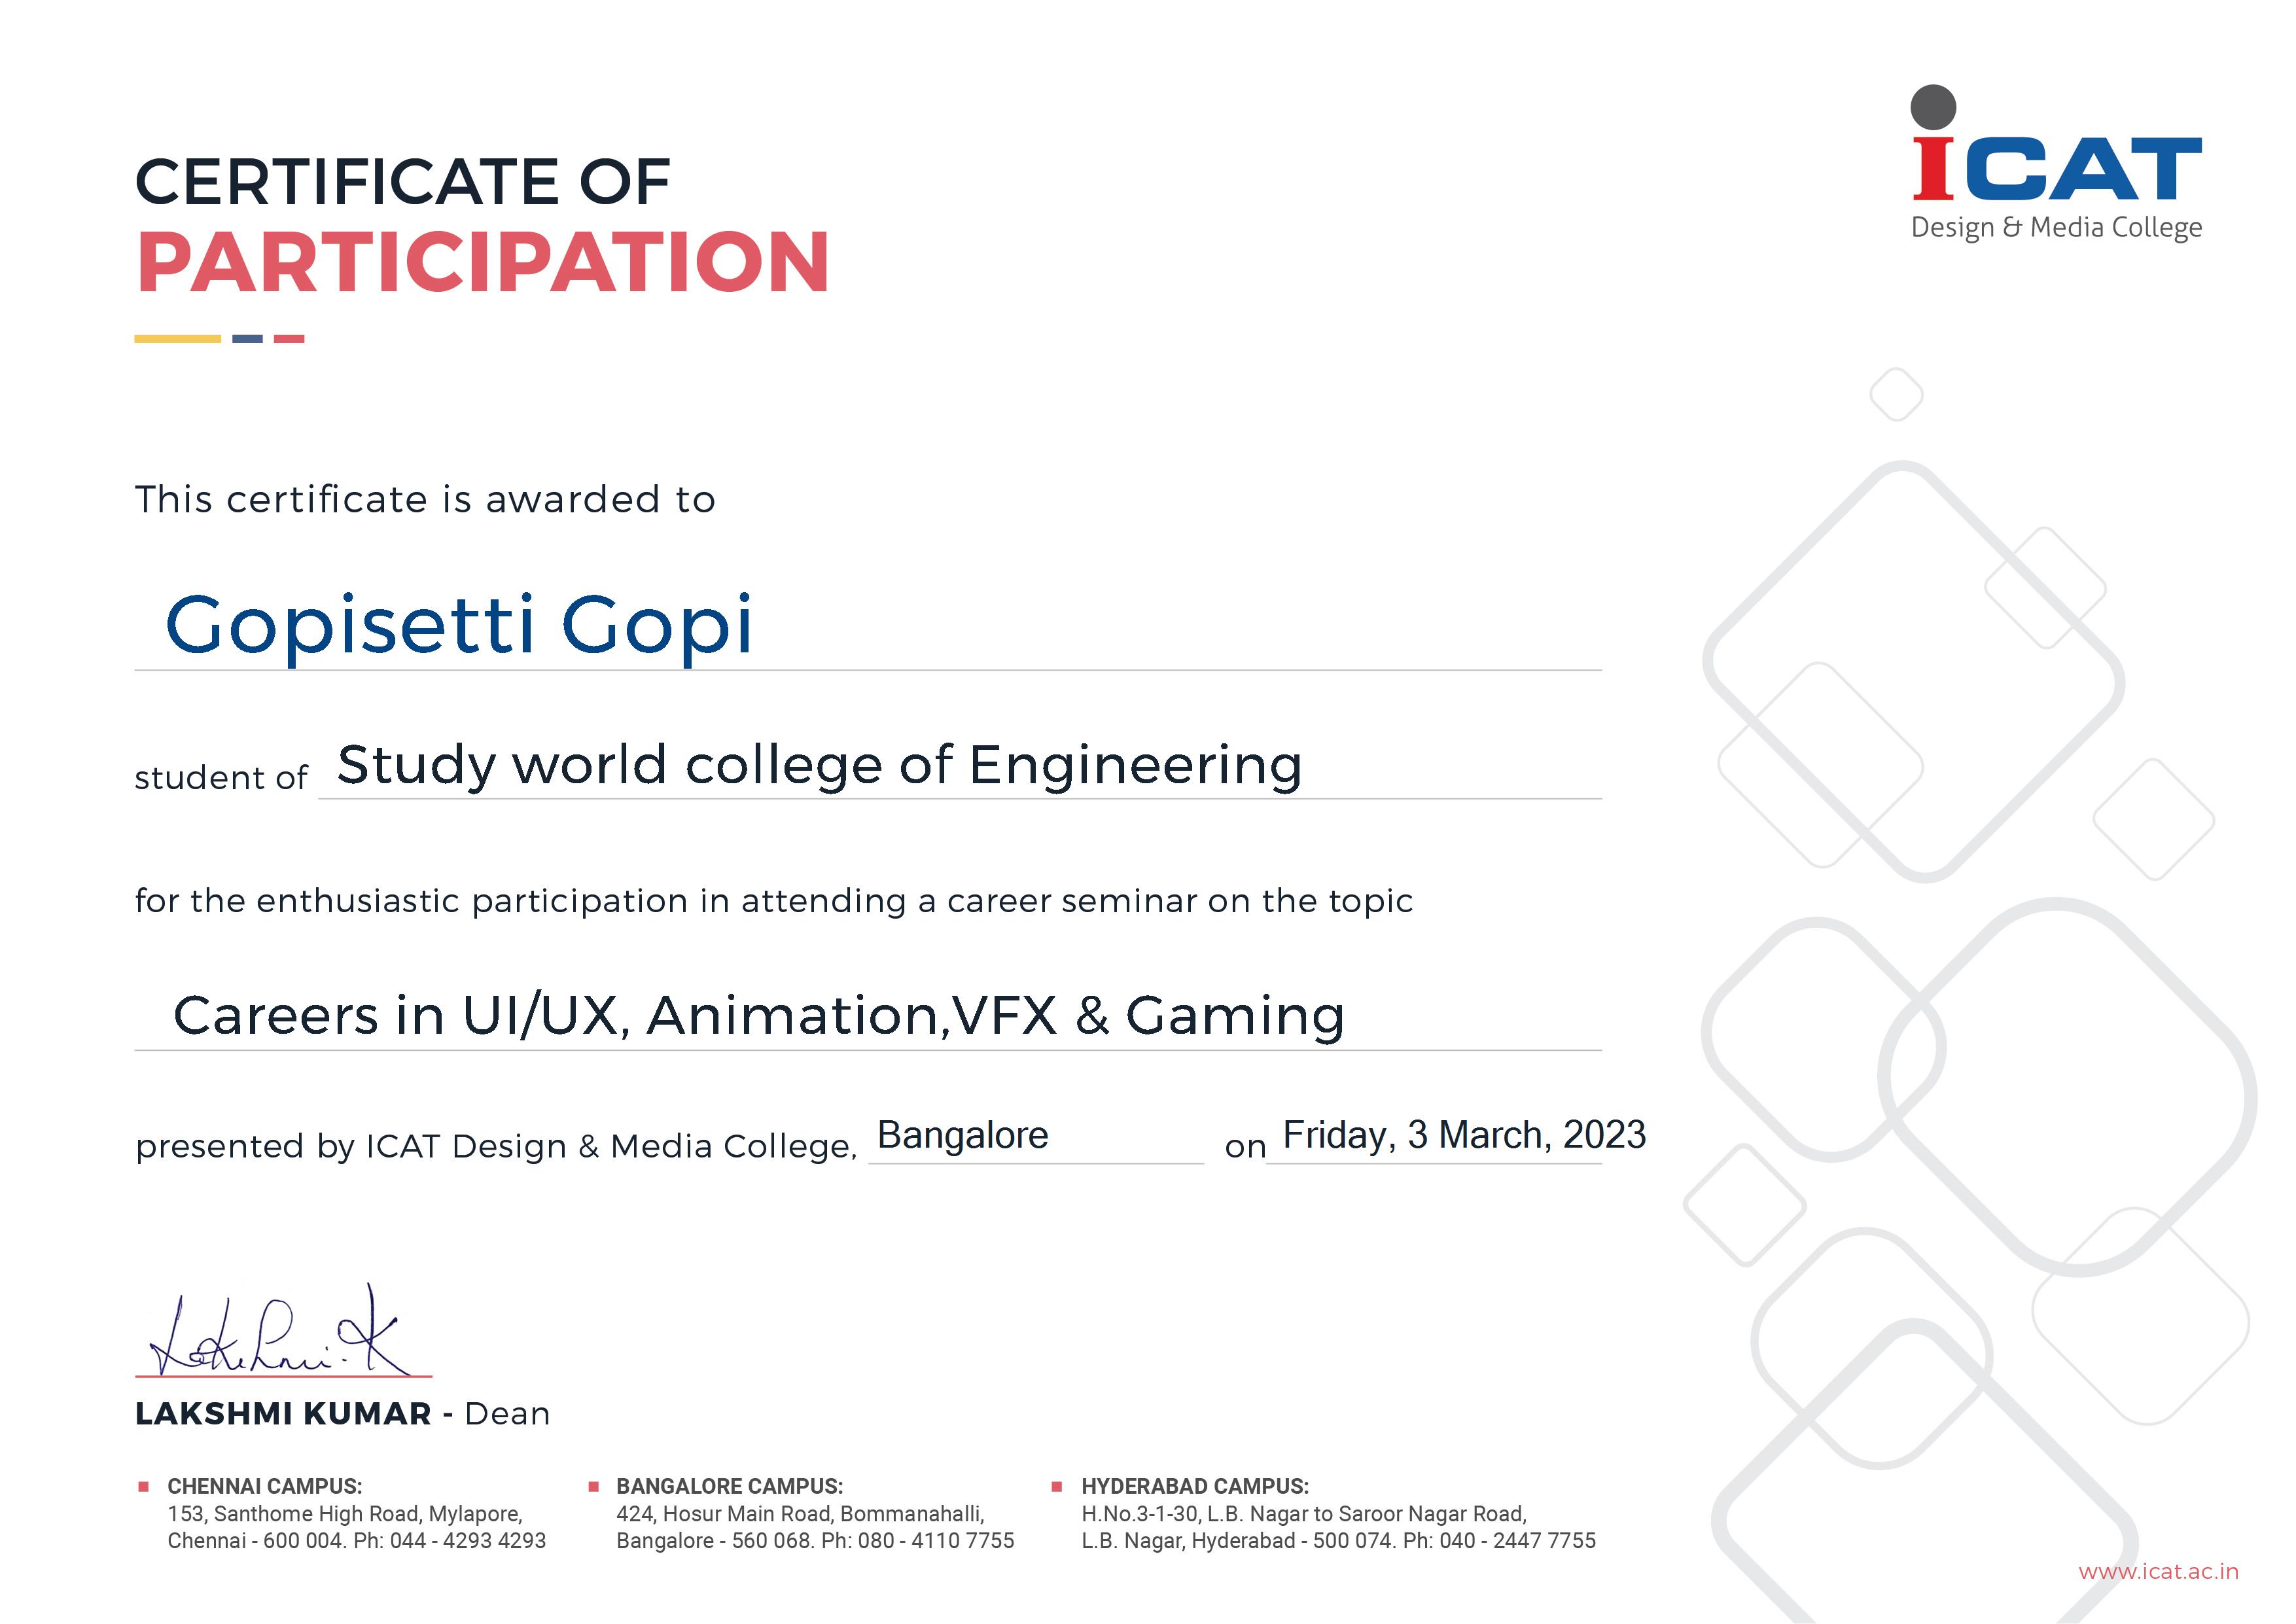 CERTIFICATE OF
PARTICIPATION
iCAT
Design & Media College
This certificate is awarded to
Gopisetti Gopi
student of Study world college of Engineering
for the enthusiastic participation in attending a career seminar on the topic
Careers in UI/UX, Animation,VFX & Gaming
presented by ICAT Design & Media College, Bangalore on Friday, 3 March, 2023
Lakshmi.K
LAKSHMI KUMAR - Dean
CHENNAI CAMPUS:
153, Santhome High Road, Mylapore,
Chennai - 600 004. Ph: 044 - 4293 4293
BANGALORE CAMPUS:
424, Hosur Main Road, Bommanahalli,
Bangalore - 560 068. Ph: 080 - 4110 7755
HYDERABAD CAMPUS:
H.No.3-1-30, L.B. Nagar to Saroor Nagar Road,
L.B. Nagar, Hyderabad - 500 074. Ph: 040 - 2447 7755
www.icat.ac.in